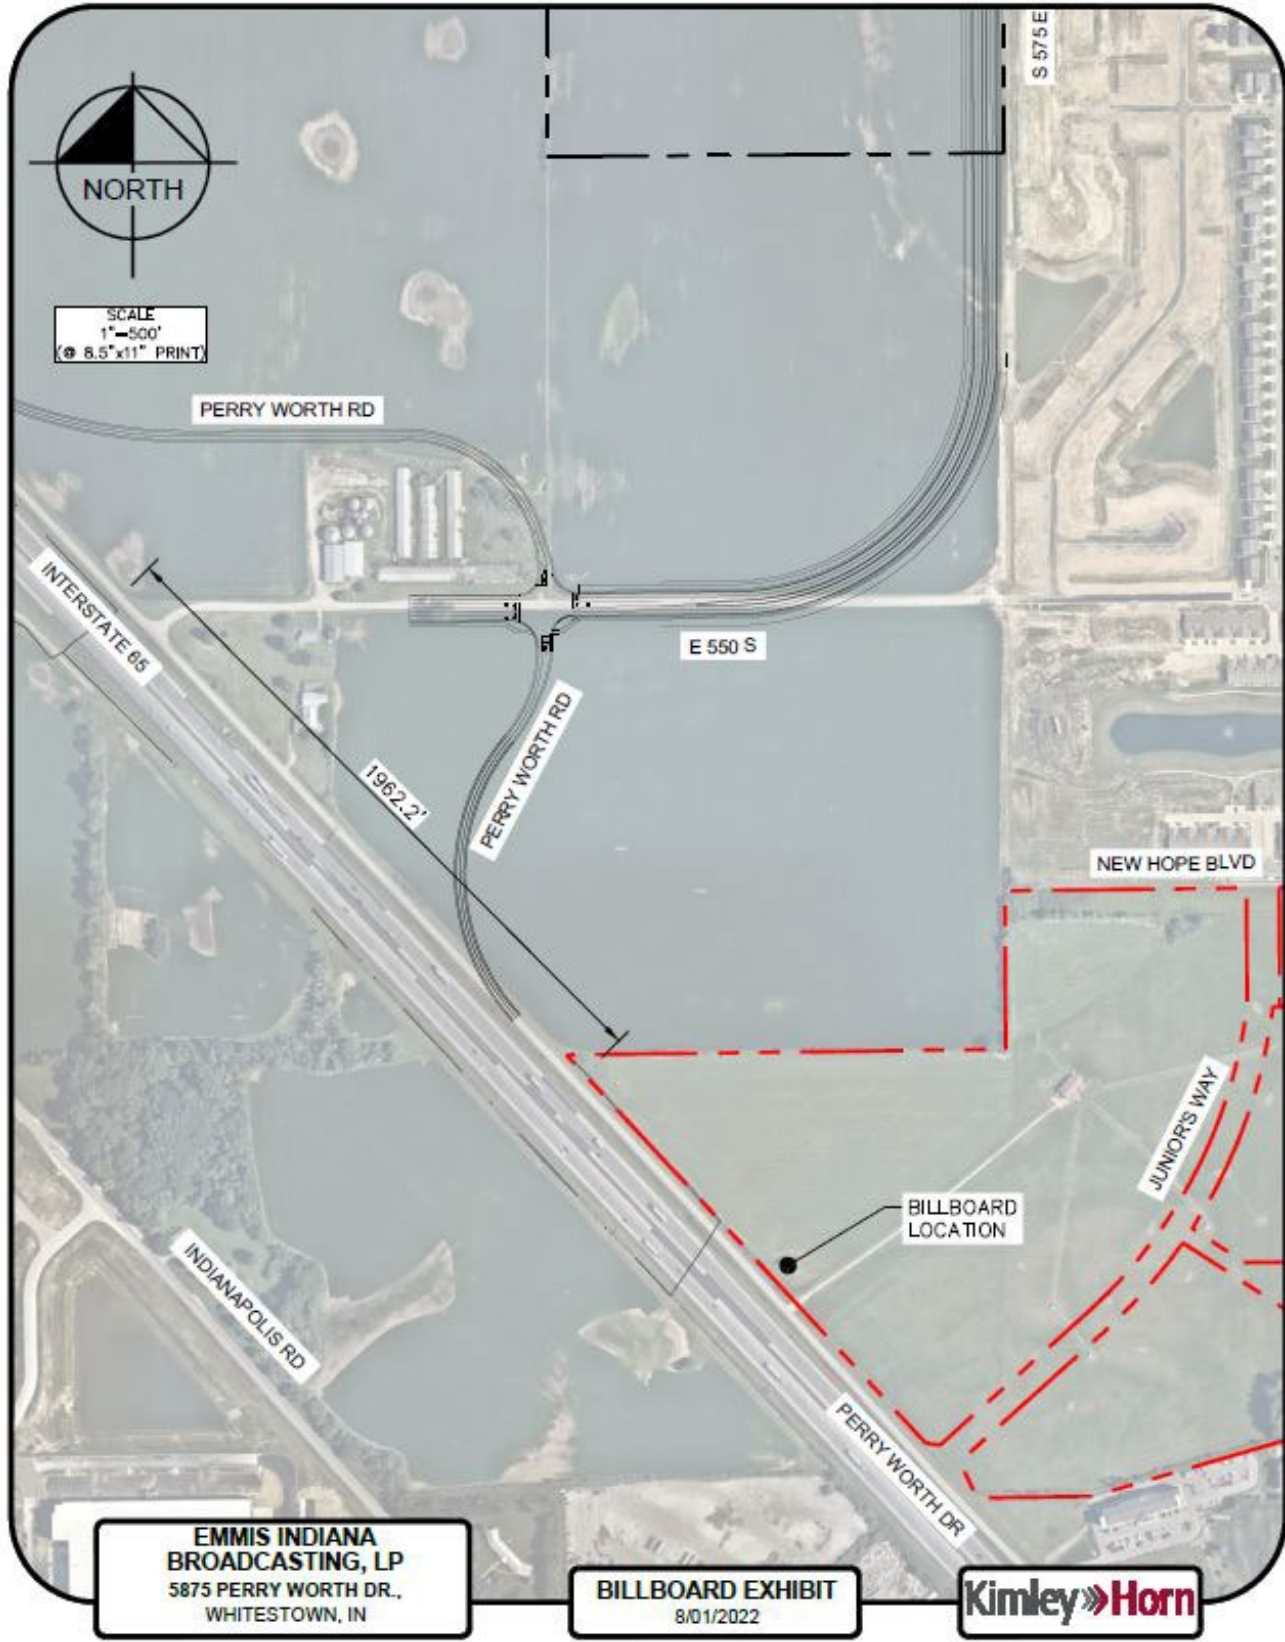 S 575 E
NORTH
SCALE
1"=500'
(@ 8.5"x11" PRINT)
PERRY WORTH RD
INTERSTATE 65
E 550 S
PERRY WORTH RD
1962.2'
NEW HOPE BLVD
JUNIOR'S WAY
BILLBOARD
LOCATION
INDIANAPOLIS RD
PERRY WORTH DR
EMMIS INDIANA
BROADCASTING, LP
5875 PERRY WORTH DR.,
WHITESTOWN, IN
BILLBOARD EXHIBIT
8/01/2022
Kimley»Horn